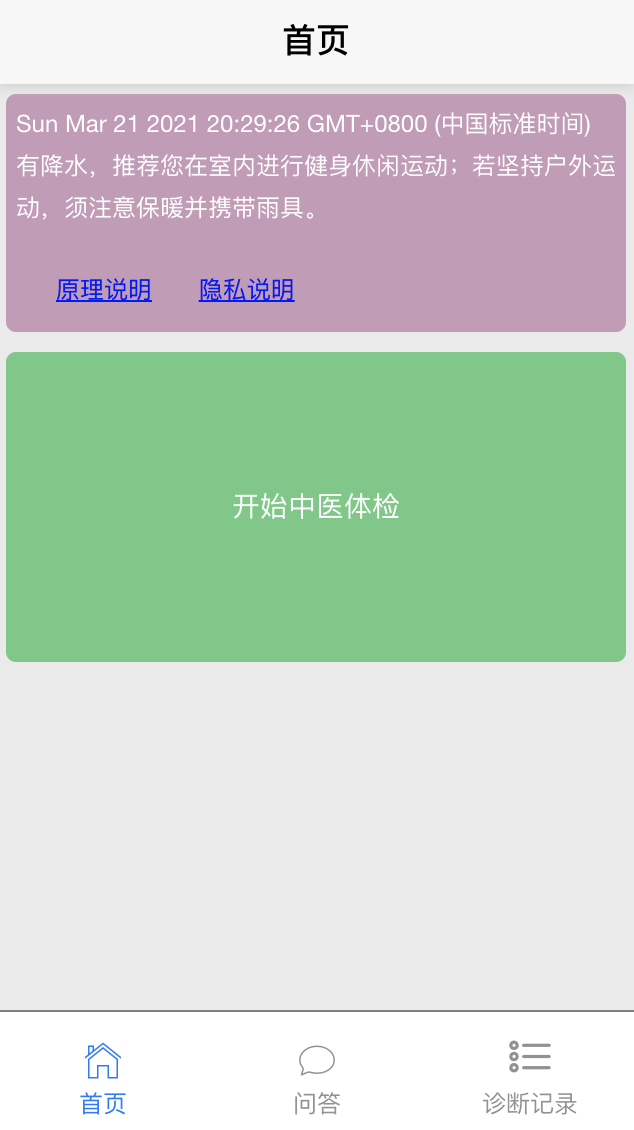 首页
Sun Mar 21 2021 20:29:26 GMT+0800 (中国标准时间)
有降水，推荐您在室内进行健身休闲运动；若坚持户外运
动，须注意保暖并携带雨具。
原理说明 隐私说明
开始中医体检
首页 问答 诊断记录